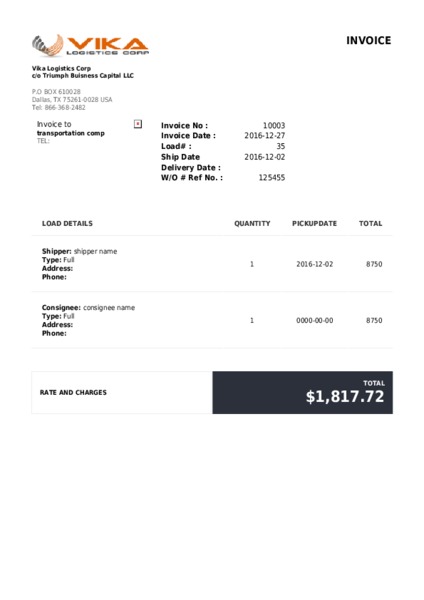 VIKA
LOGISTICS CORP
INVOICE
Vika Logistics Corp
c/o Triumph Buisness Capital LLC
P.O BOX 610028
Dallas, TX 75261-0028 USA
Tel: 866-368-2482
Invoice to
transportation comp
TEL:
Invoice No : 10003
Invoice Date : 2016-12-27
Load# : 35
Ship Date 2016-12-02
Delivery Date :
W/O # Ref No. : 125455
LOAD DETAILS QUANTITY PICKUPDATE TOTAL
Shipper: shipper name
Type: Full
Address:
Phone:
1 2016-12-02 8750
Consignee: consignee name
Type: Full
Address:
Phone:
1 0000-00-00 8750
RATE AND CHARGES
TOTAL
$1,817.72